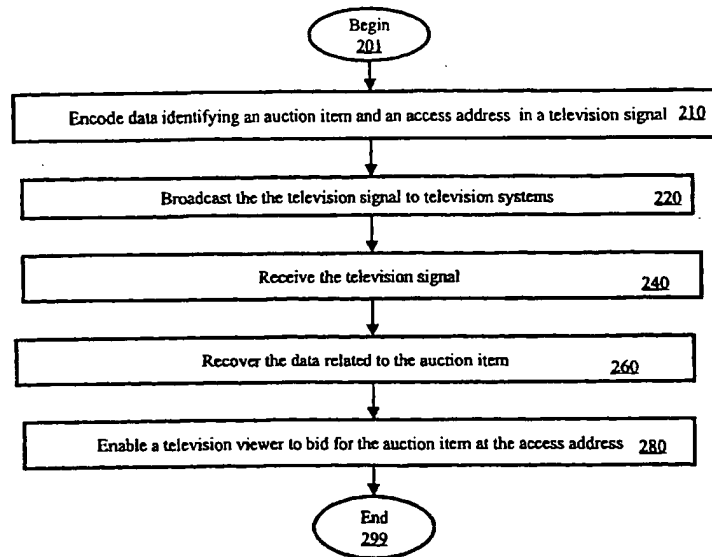 Begin
201
Encode data identifying an auction item and an access address in a television signal 210
Broadcast the the television signal to television systems 220
Receive the television signal 240
Recover the data related to the auction item 260
Enable a television viewer to bid for the auction item at the access address 280
End
299